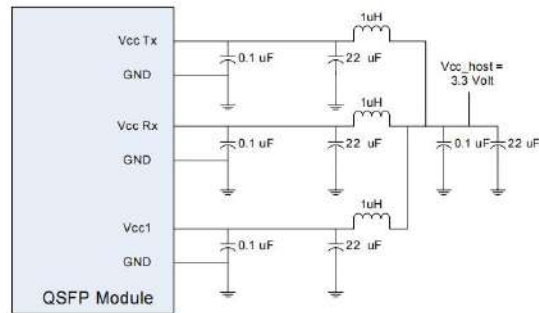 1uH
Vcc Tx
0.1 uF
22 uF
GND
Vcc_host =
3.3 Volt
1uH
Vcc Rx
0.1 uF
22 uF
0.1 uF
22 uF
GND
1uH
Vcc1
0.1 uF
22 uF
GND
QSFP Module